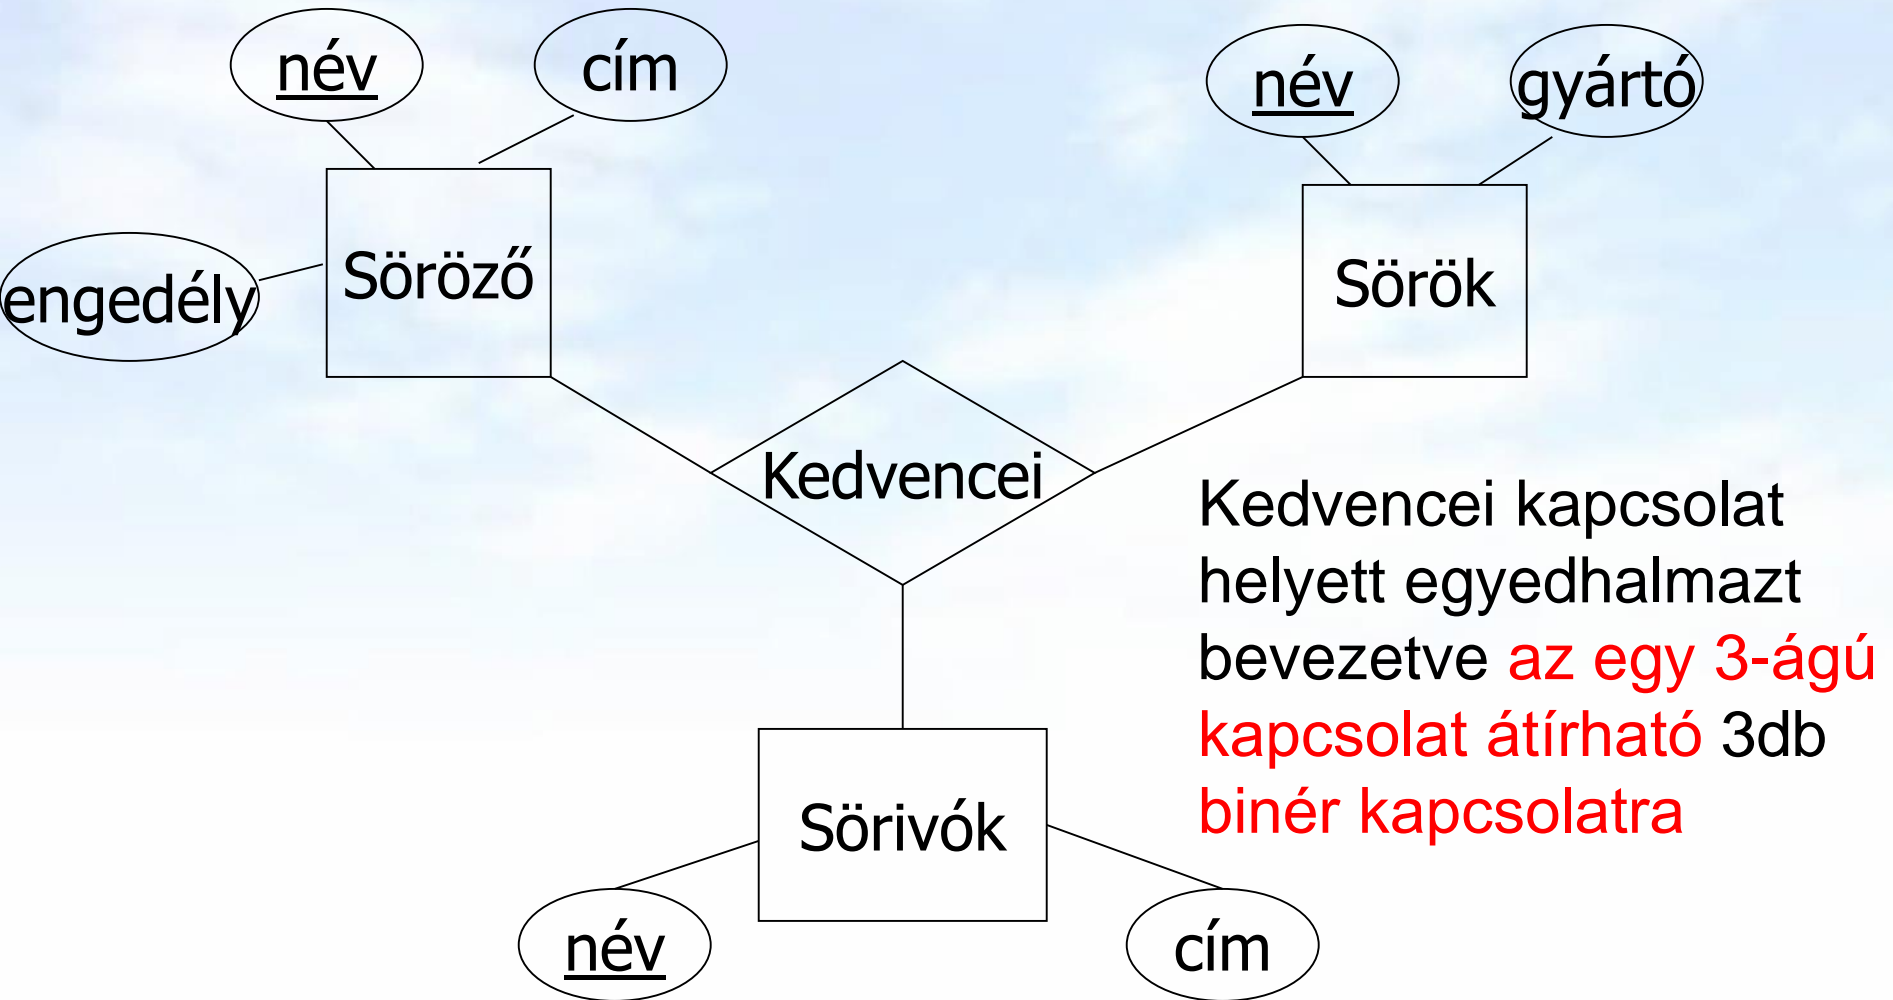 név
cím
név
gyártó
engedély
Söröző
Sörök
Kedvencei
Kedvencei kapcsolat
helyett egyedhalmazt
bevezetve az egy 3-ágú
kapcsolat átírható 3db
binér kapcsolatra
Sörivók
név
cím